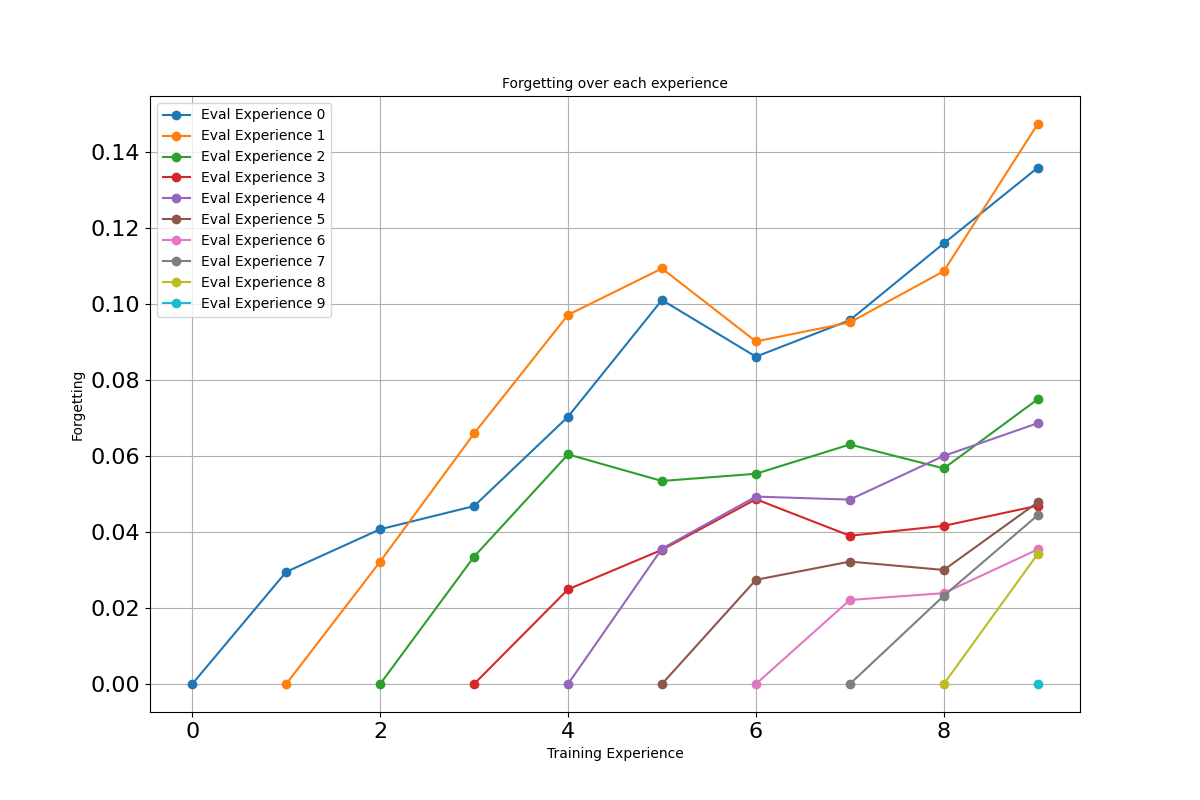 Forgetting over each experience
Eval Experience 0
Eval Experience 1
Eval Experience 2
Eval Experience 3
Eval Experience 4
Eval Experience 5
Eval Experience 6
Eval Experience 7
Eval Experience 8
Eval Experience 9
Forgetting
0.14
0.12
0.10
0.08
0.06
0.04
0.02
0.00
0 2 4 6 8
Training Experience